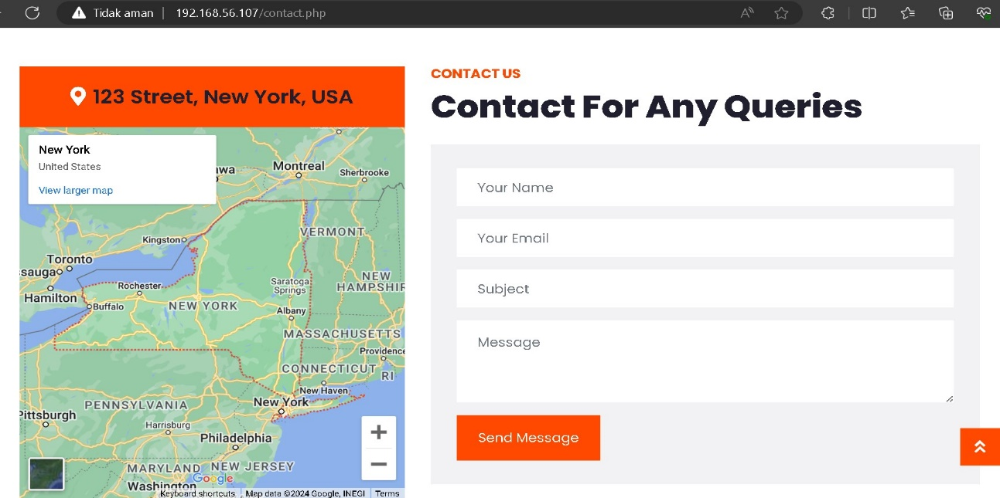 Tidak aman | 192.168.56.107/contact.php
123 Street, New York, USA
New York
United States
View larger map
Montreal
Sherbrooke
VERMONT
Kingston
Toronto
Rochester
Saratoga
Springs
NEW
Hamilton
Buffalo
NEW YORK
Albany
MASSACHUSETTS
Providence
CONNECTICUT
RI
New Haven
PENNSYLVANIA
New York
Pittsburgh
Harrisburg
Philadelphia
MARYLAND
NEW JERSEY
Google
Washington
Keyboard shortcuts
Map data ©2024 Google, INEGI
Terms
CONTACT US
Contact For Any Queries
Your Name
Your Email
Subject
Message
Send Message